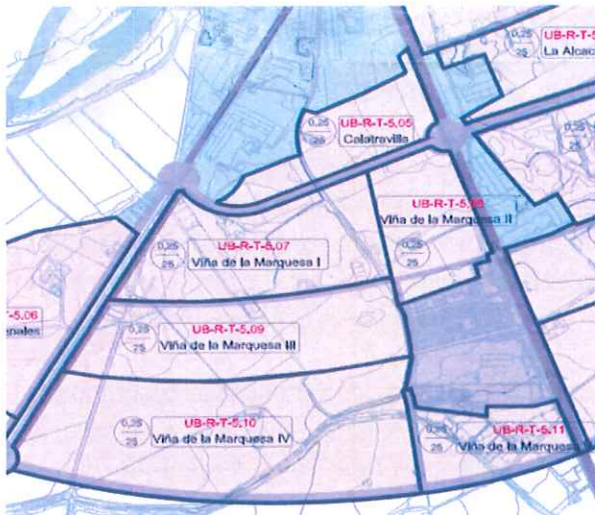 0,25
25
UB-R-T-5
La Alcac
0,25
25
UB-R-T-5.05
Calatravilla
UB-R-T-5.08
Viña de la Marquesa II
0,25
25
0,25
25
UB-R-T-5.07
Viña de la Marquesa I
-5.06
enales
0,25
25
UB-R-T-5.09
Viña de la Marquesa III
0,25
25
UB-R-T-5.10
Viña de la Marquesa IV
0,25
25
UB-R-T-5.11
Viña de la Marquesa